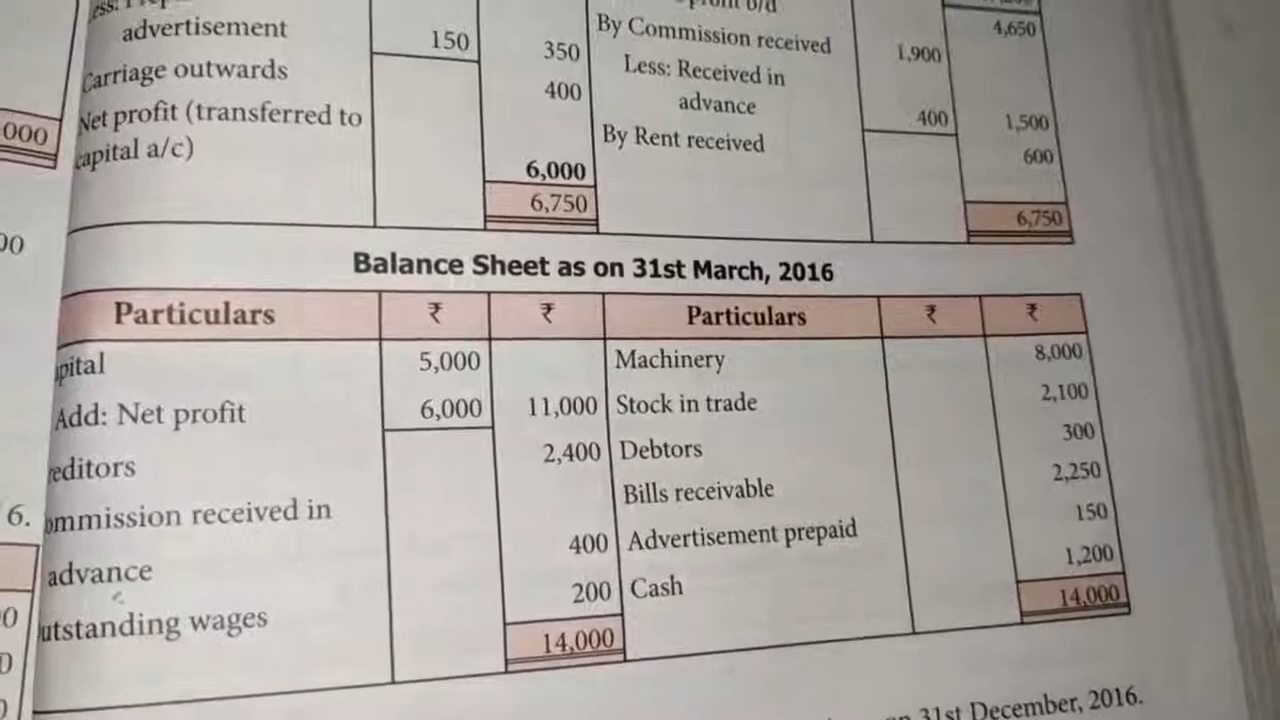 advertisement 150 350 By Commission received 1,900 4,650
Carriage outwards 400 Less: Received in
advance 400 1,500
Net profit (transferred to By Rent received 600
capital a/c) 6,000
000
6,750 6,750
00
Balance Sheet as on 31st March, 2016
Particulars ₹ ₹ Particulars ₹ ₹
pital 5,000 Machinery 8,000
Add: Net profit 6,000 11,000 Stock in trade 2,100
editors 2,400 Debtors 300
Bills receivable 2,250
6. ommission received in
advance 400 Advertisement prepaid 150
utstanding wages 200 Cash 1,200
14,000 14,000
31st December, 2016.